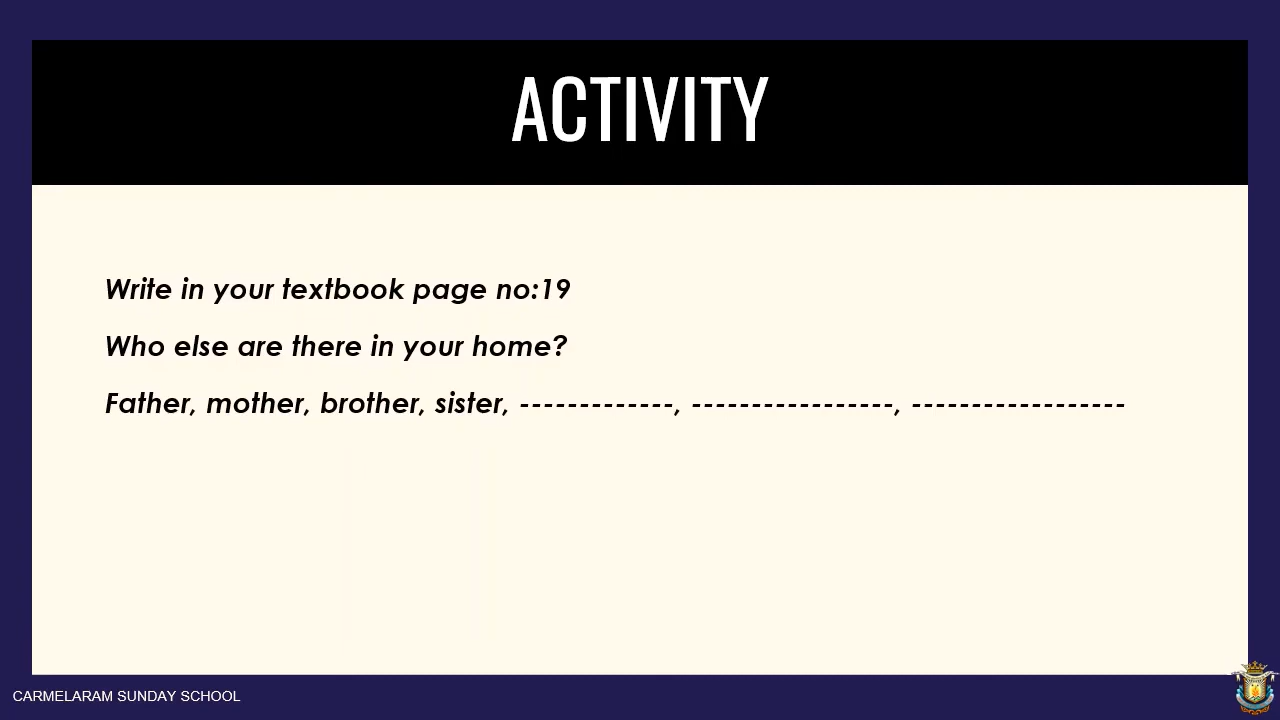 ACTIVITY
Write in your textbook page no:19
Who else are there in your home?
Father, mother, brother, sister, -------------, -----------------, ------------------
CARMELARAM SUNDAY SCHOOL